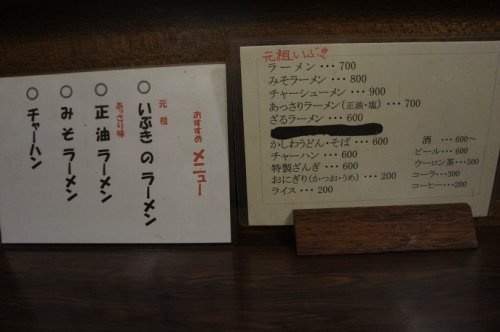 おすすめ メニュー
元祖
○ いぶきのラーメン
あっさり味
○ 正油ラーメン
○ みそラーメン
○ チャーハン
元祖いぶき
ラーメン・・・700
みそラーメン・・・800
チャーシューメン・・・900
あっさりラーメン(正油・塩)・・・700
ざるラーメン・・・600
かしわうどん・そば・・・600
チャーハン・・・600
特製ざんぎ・・・600
おにぎり(かつお・うめ)・・・200
ライス・・・200
酒・・・600~
ビール・・・600
ウーロン茶・・・300
コーラ・・・300
コーヒー・・・200